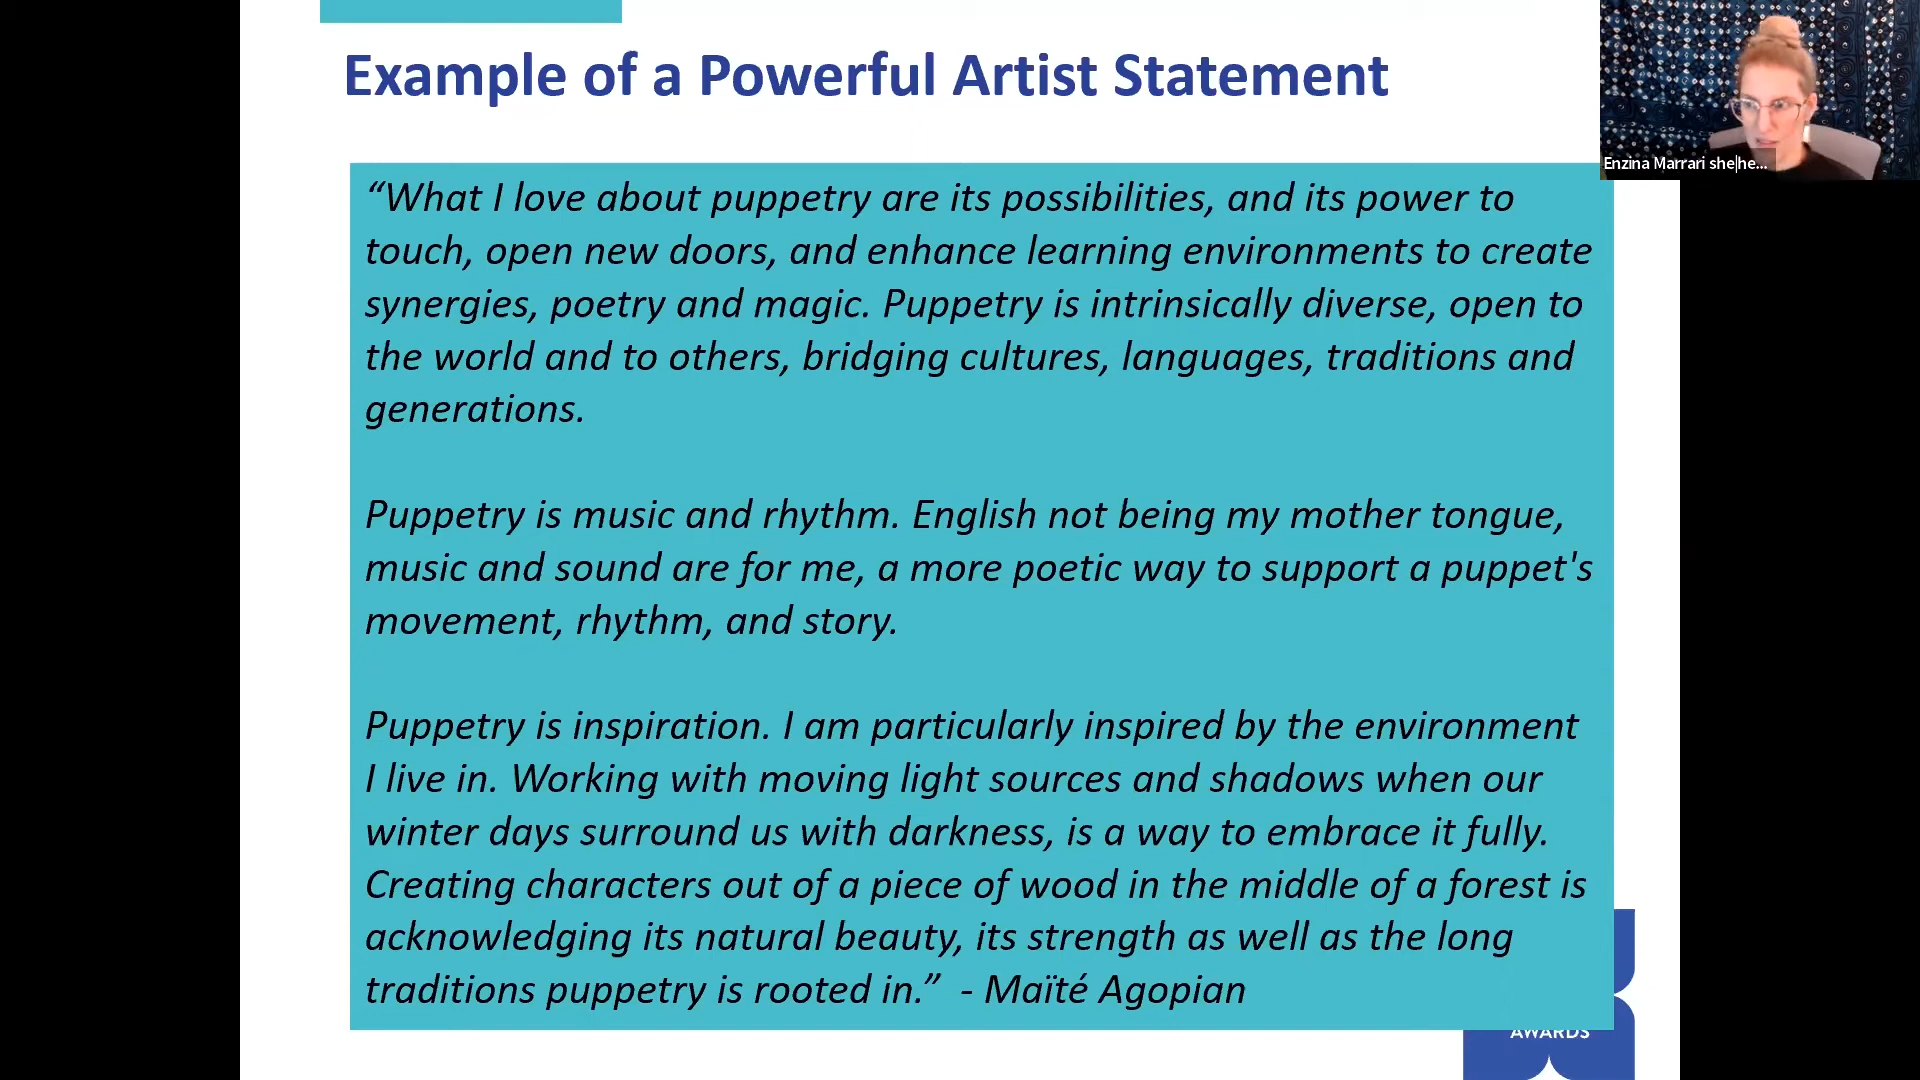 Example of a Powerful Artist Statement
Enzina Marrari she|he...
“What I love about puppetry are its possibilities, and its power to
touch, open new doors, and enhance learning environments to create
synergies, poetry and magic. Puppetry is intrinsically diverse, open to
the world and to others, bridging cultures, languages, traditions and
generations.
Puppetry is music and rhythm. English not being my mother tongue,
music and sound are for me, a more poetic way to support a puppet's
movement, rhythm, and story.
Puppetry is inspiration. I am particularly inspired by the environment
I live in. Working with moving light sources and shadows when our
winter days surround us with darkness, is a way to embrace it fully.
Creating characters out of a piece of wood in the middle of a forest is
acknowledging its natural beauty, its strength as well as the long
traditions puppetry is rooted in.” - Maïté Agopian
AWARDS